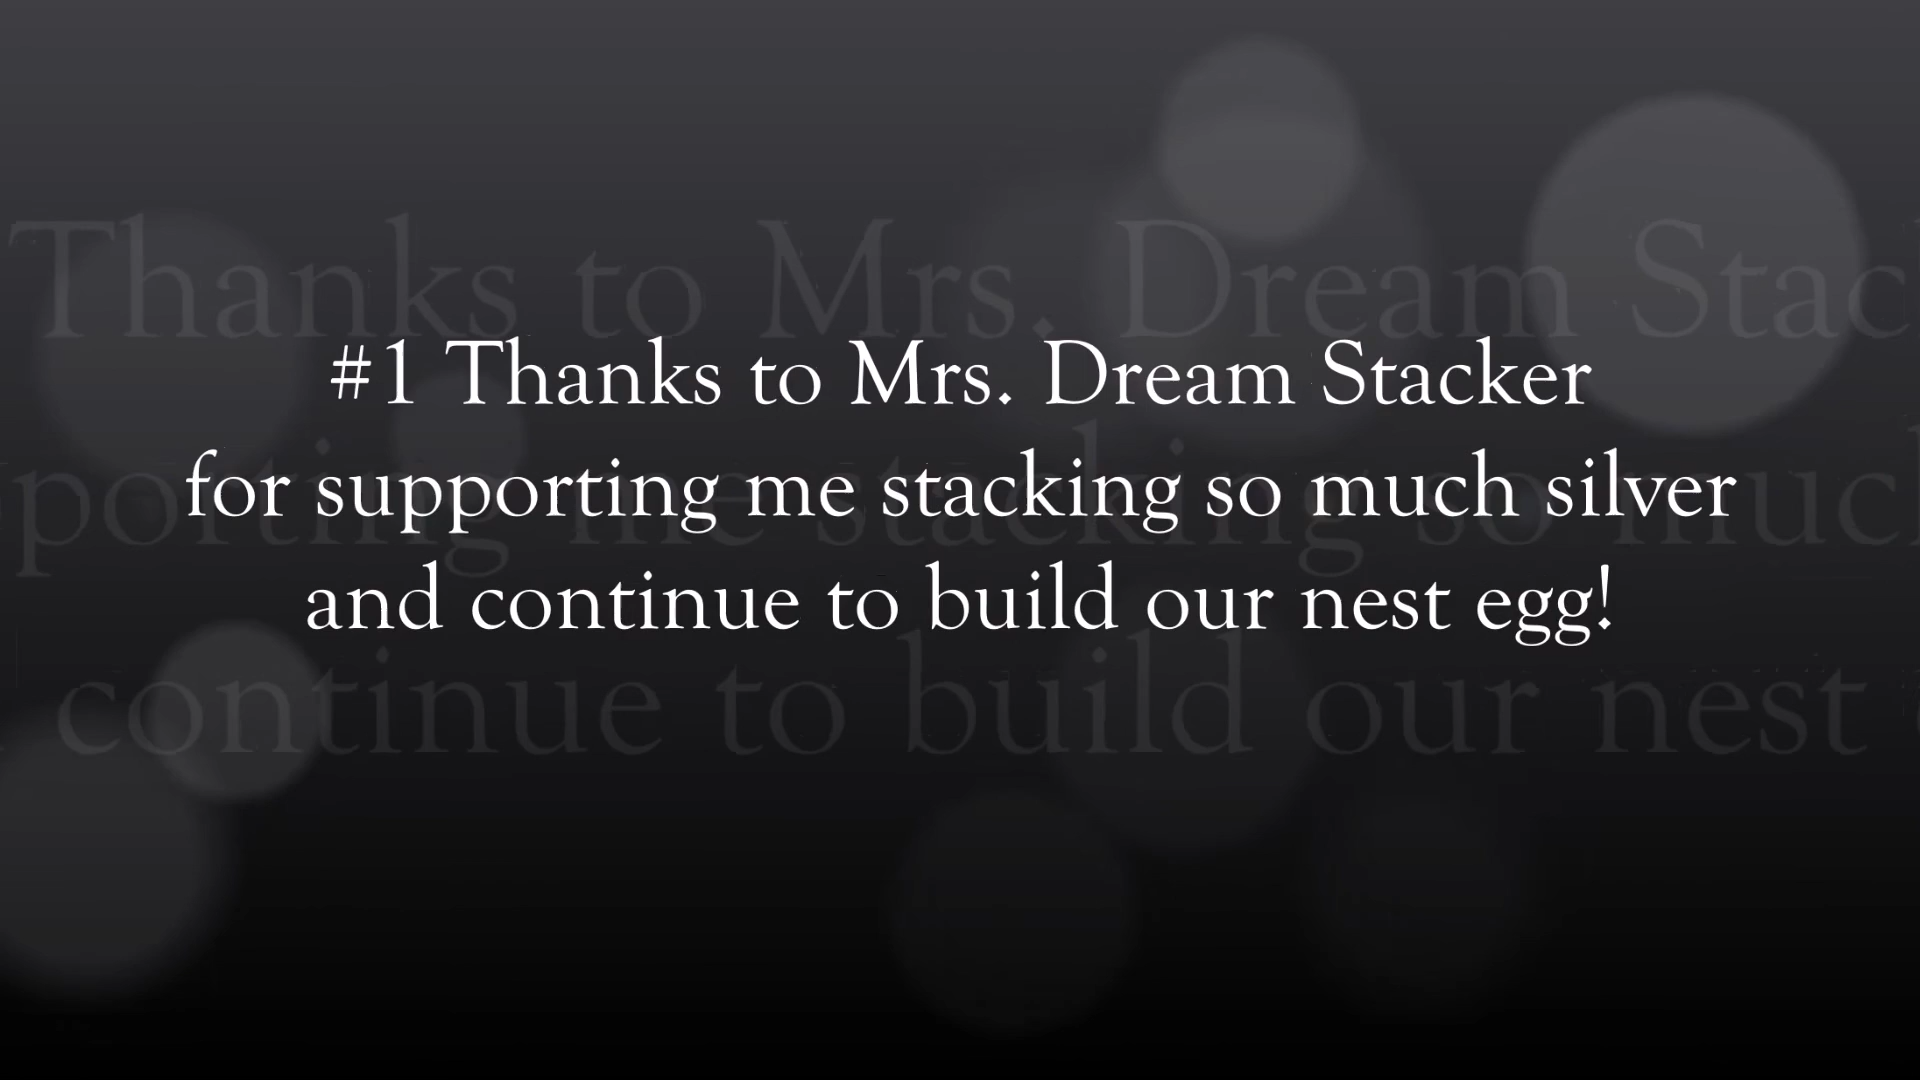 #1 Thanks to Mrs. Dream Stacker
for supporting me stacking so much silver
and continue to build our nest egg!